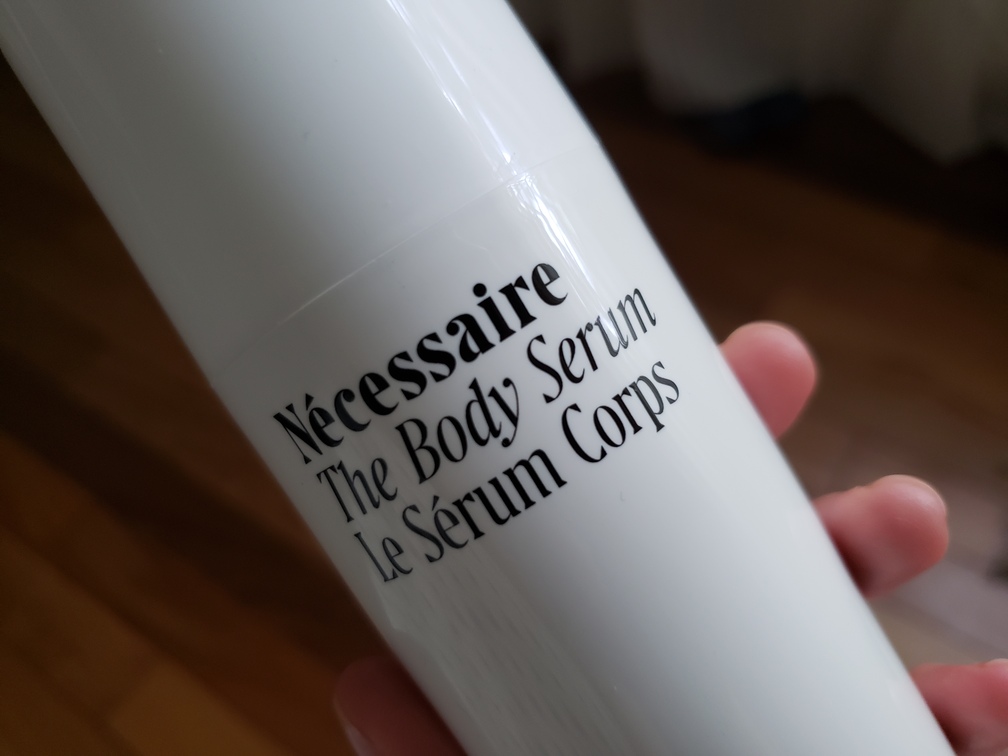 Nécessaire
The Body Serum
Le Sérum Corps